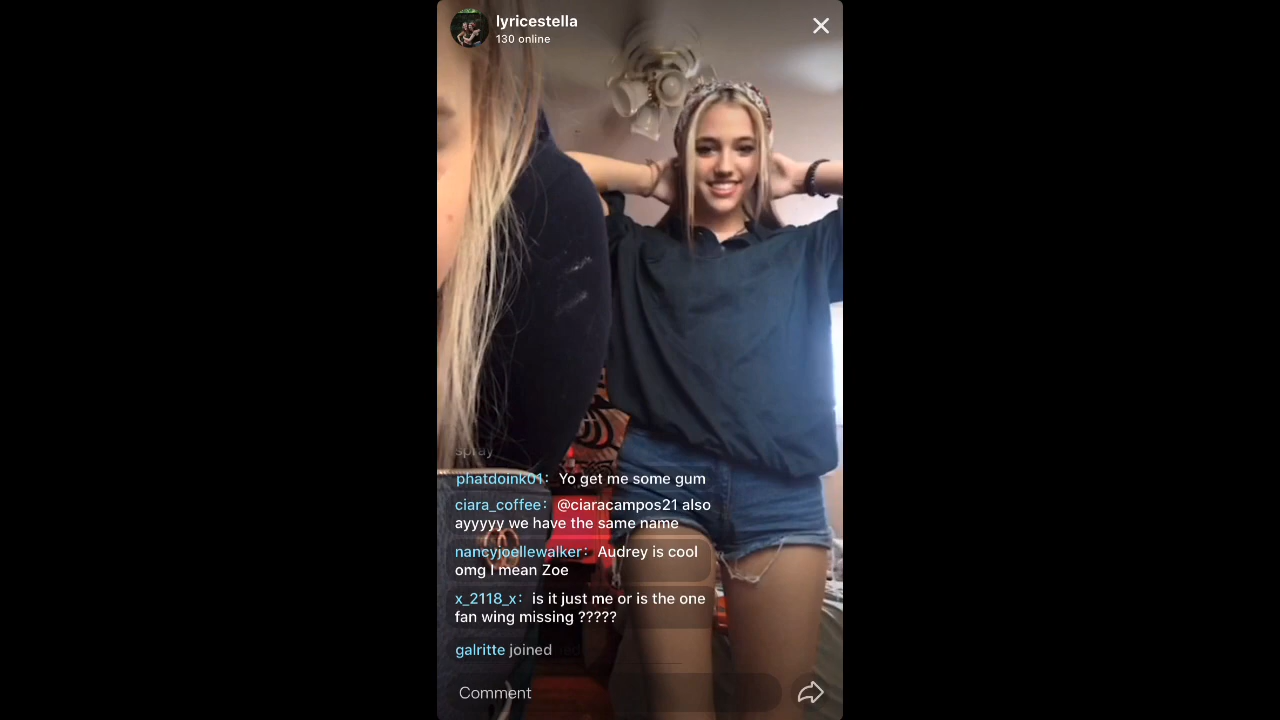 lyricestella
130 online
spray
phatdoink01: Yo get me some gum
ciara_coffee: @ciaracampos21 also
ayyyyy we have the same name
nancyjoellewalker: Audrey is cool
omg I mean Zoe
x_2118_x: is it just me or is the one
fan wing missing ?????
galritte joined
Comment